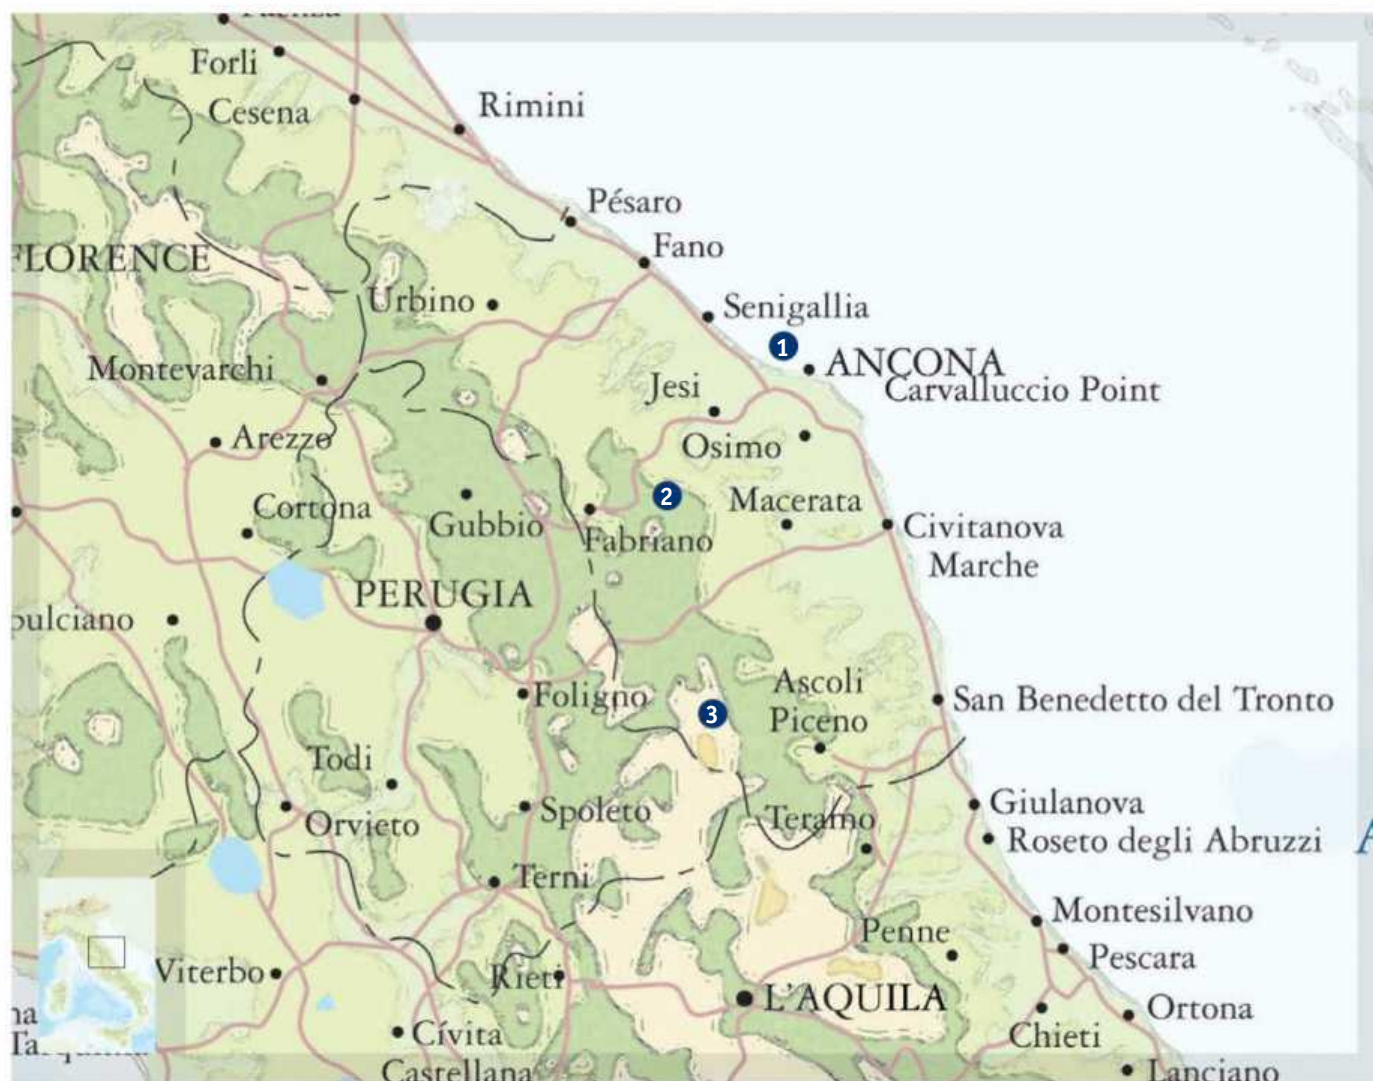 Forli
Cesena
Rimini
Pésaro
FLORENCE
Fano
Urbino
Senigallia
1
ANCONA
Montevarchi
Carvalluccio Point
Jesi
Arezzo
Osimo
2
Cortona
Macerata
Gubbio
Fabriano
Civitanova
Marche
PERUGIA
pulciano
Foligno
Ascoli
Piceno
San Benedetto del Tronto
3
Todi
Giulanova
Orvieto
Spoleto
Teramo
Roseto degli Abruzzi
A
Terni
Montesilvano
Penne
Pescara
Viterbo
Rieti
L'AQUILA
Ortona
na
Cívita
Castellana
Chieti
Lanciano